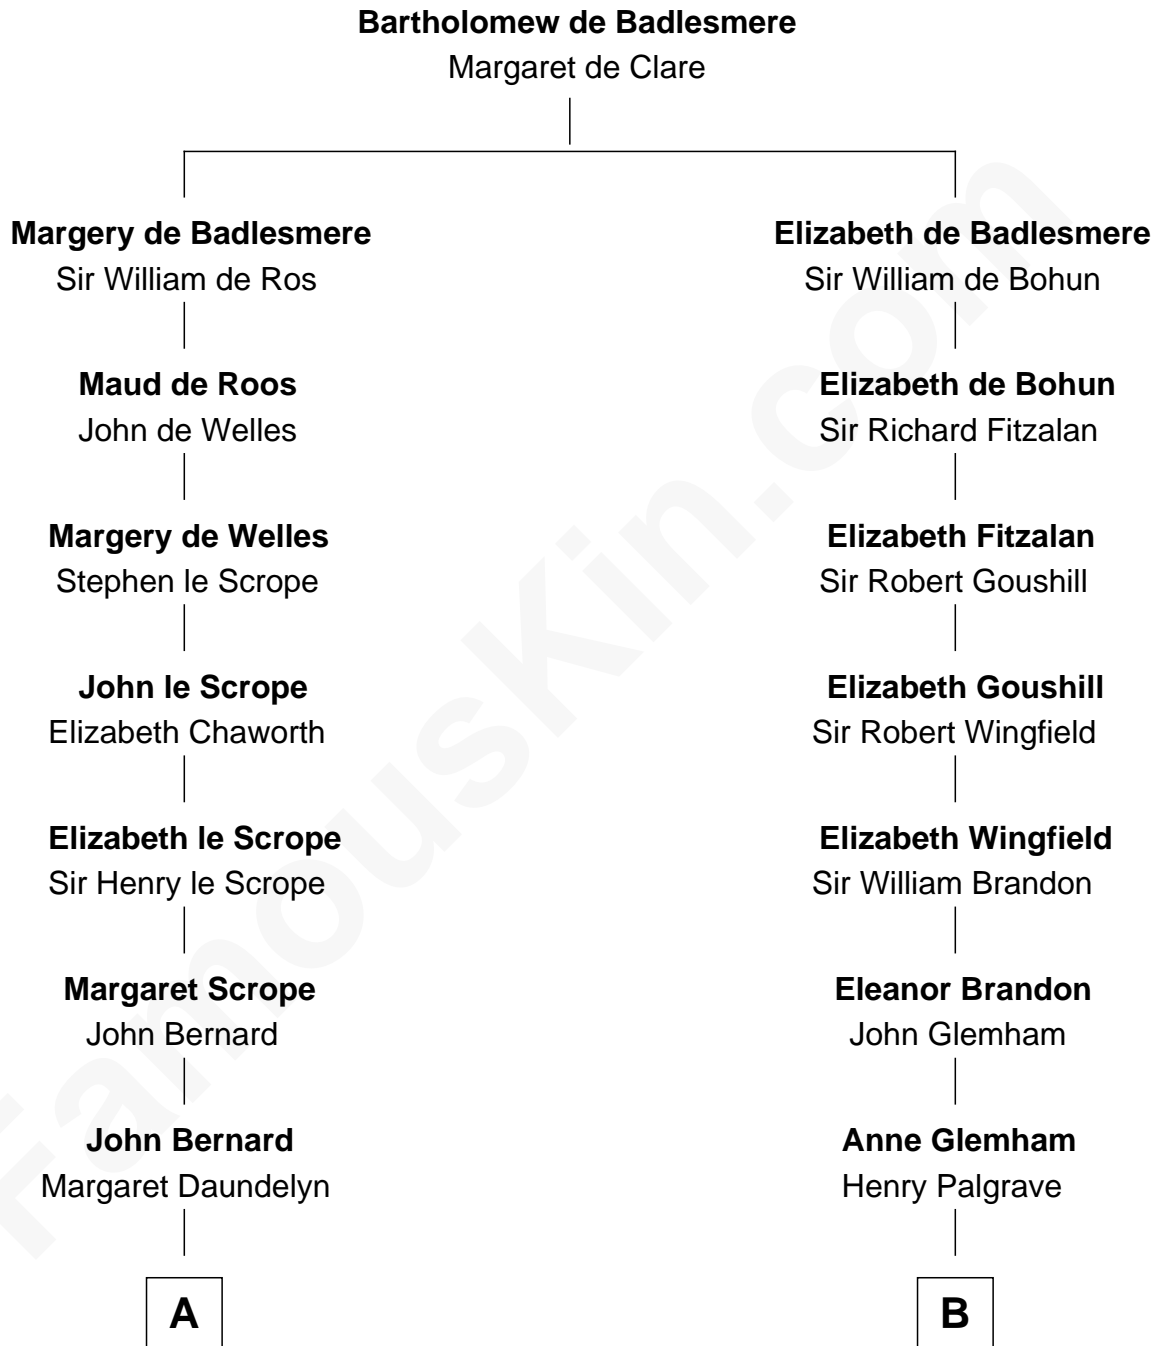 Bartholomew de Badlesmere
Margaret de Clare
Margery de Badlesmere
Sir William de Ros
Elizabeth de Badlesmere
Sir William de Bohun
Maud de Roos
John de Welles
Elizabeth de Bohun
Sir Richard Fitzalan
Margery de Welles
Stephen le Scrope
Elizabeth Fitzalan
Sir Robert Goushill
John le Scrope
Elizabeth Chaworth
Elizabeth Goushill
Sir Robert Wingfield
Elizabeth le Scrope
Sir Henry le Scrope
Elizabeth Wingfield
Sir William Brandon
Margaret Scrope
John Bernard
Eleanor Brandon
John Glemham
John Bernard
Margaret Daundelyn
Anne Glemham
Henry Palgrave
A
B
FamousKin.com